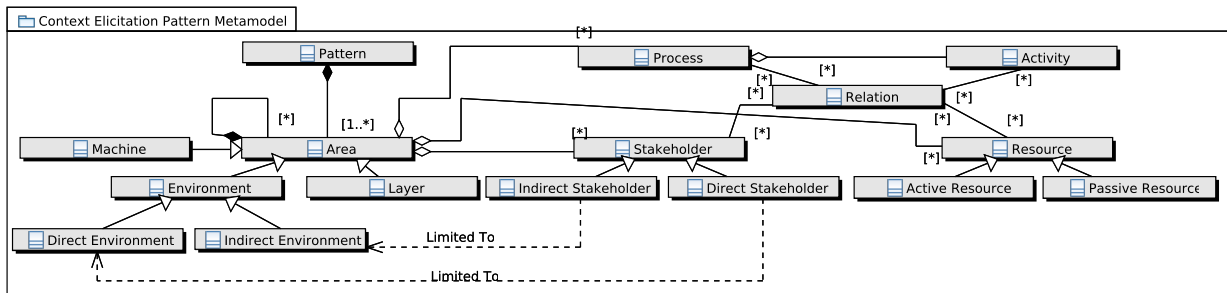 Context Elicitation Pattern Metamodel
[*]
Pattern
Process
Activity
[*]
[*]
[*]
[*]
Relation
[*]
[*]
[1..*]
[*]
[*]
[*]
[*]
Machine
Area
Stakeholder
Resource
[*]
Environment
Layer
Indirect Stakeholder
Direct Stakeholder
Active Resource
Passive Resource
Direct Environment
Indirect Environment
Limited To
Limited To